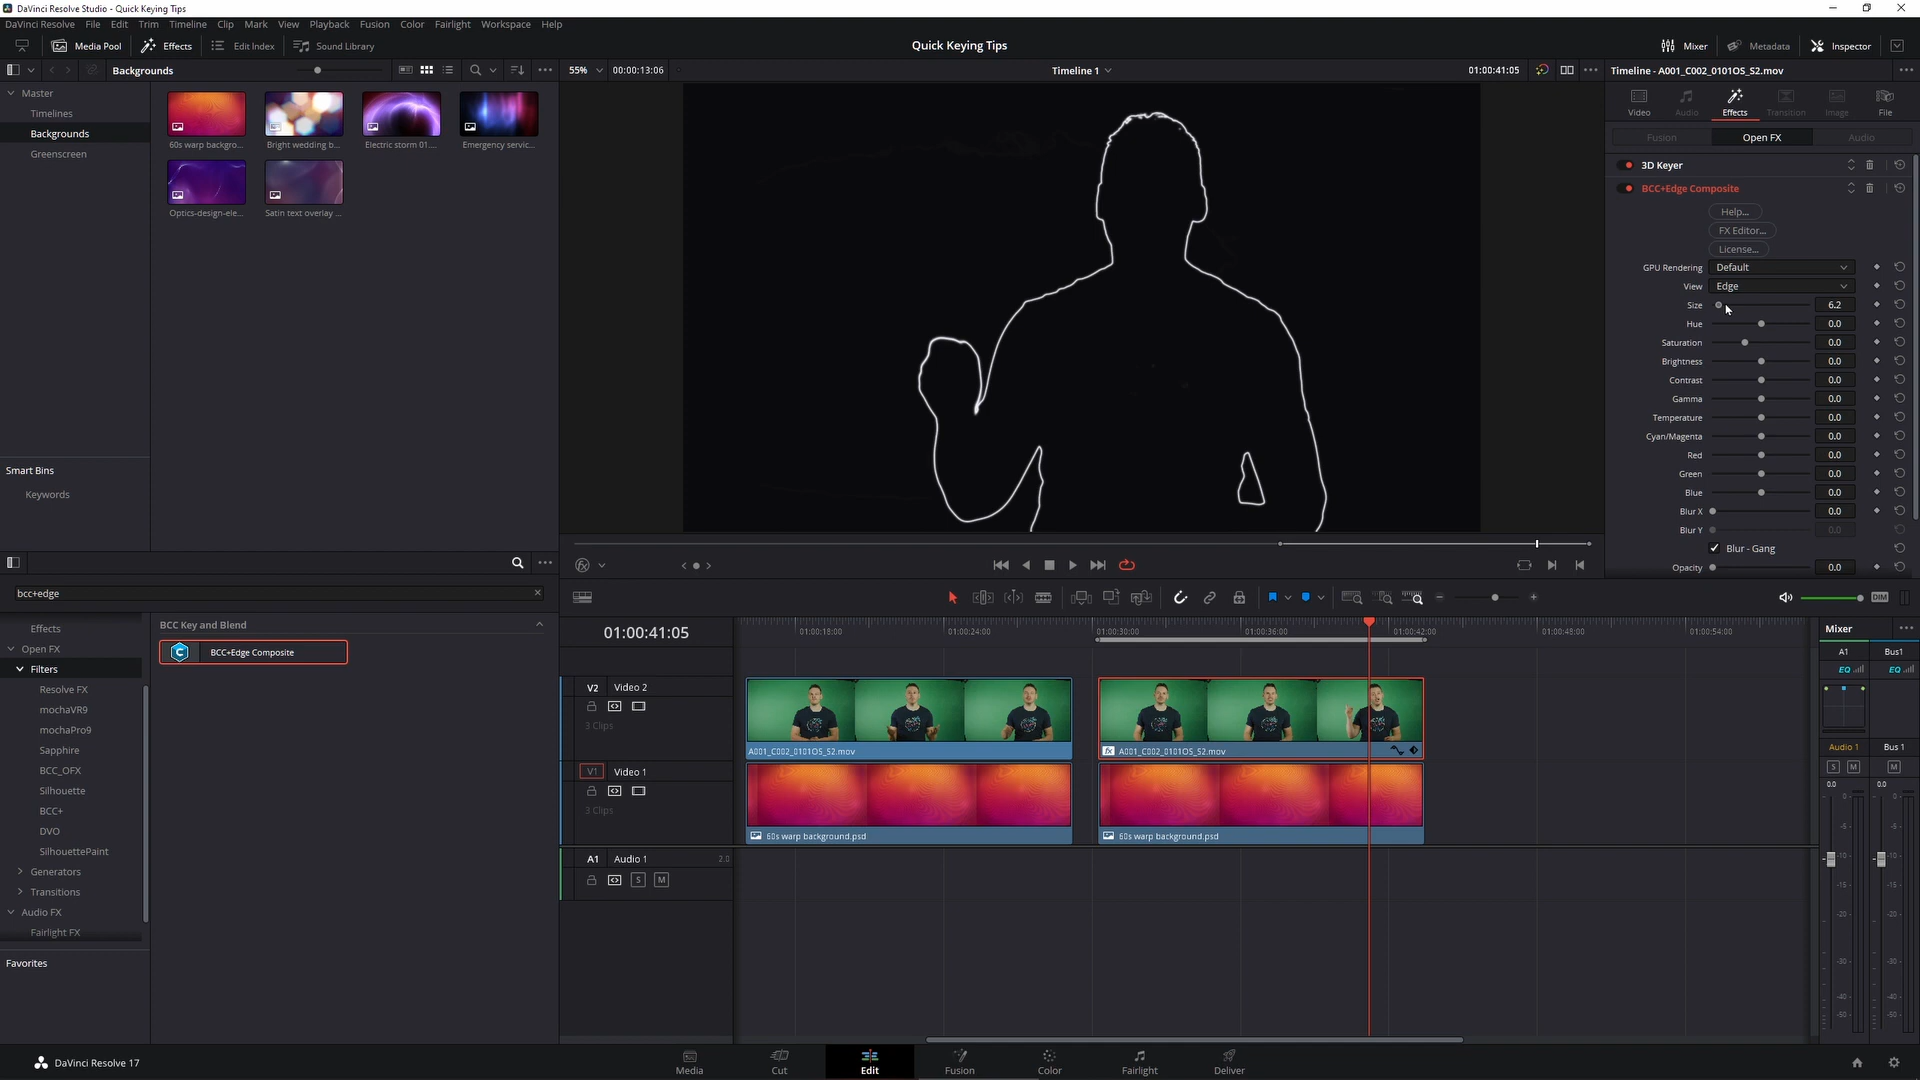 DaVinci Resolve Studio - Quick Keying Tips
DaVinci Resolve File Edit Trim Timeline Clip Mark View Playback Fusion Color Fairlight Workspace Help
Media Pool Effects Edit Index Sound Library
Quick Keying Tips
Mixer Metadata Inspector
Backgrounds
55% 00:00:13:06
Timeline 1
01:00:41:05
Timeline - A001_C002_0101OS_S2.mov
Master
Timelines
Backgrounds
Greenscreen
60s warp backgro...
Bright wedding b...
Electric storm 01....
Emergency servic...
Optics-design-ele...
Satin text overlay ...
Smart Bins
Keywords
Video Audio Effects Transition Image File
Fusion Open FX Audio
3D Keyer
BCC+Edge Composite
Help...
FX Editor...
License...
GPU Rendering Default
View Edge
Size 6.2
Hue 0.0
Saturation 0.0
Brightness 0.0
Contrast 0.0
Gamma 0.0
Temperature 0.0
Cyan/Magenta 0.0
Red 0.0
Green 0.0
Blue 0.0
Blur X 0.0
Blur Y 0.0
Blur - Gang
Opacity 0.0
bcc+edge
Effects
Open FX
Filters
Resolve FX
mochaVR9
mochaPro9
Sapphire
BCC_OFX
Silhouette
BCC+
DVO
SilhouettePaint
Generators
Transitions
Audio FX
Fairlight FX
Favorites
BCC Key and Blend
BCC+Edge Composite
DIM
01:00:41:05
01:00:18:00 01:00:24:00 01:00:30:00 01:00:36:00 01:00:42:00 01:00:48:00 01:00:54:00
V2 Video 2
3 Clips
A001_C002_0101OS_S2.mov
fx A001_C002_0101OS_S2.mov
V1 Video 1
3 Clips
60s warp background.psd
60s warp background.psd
A1 Audio 1 2.0
S M
Mixer
A1 Bus1
EQ EQ
Audio 1 Bus 1
S M M
0.0 0.0
DaVinci Resolve 17
Media Cut Edit Fusion Color Fairlight Deliver